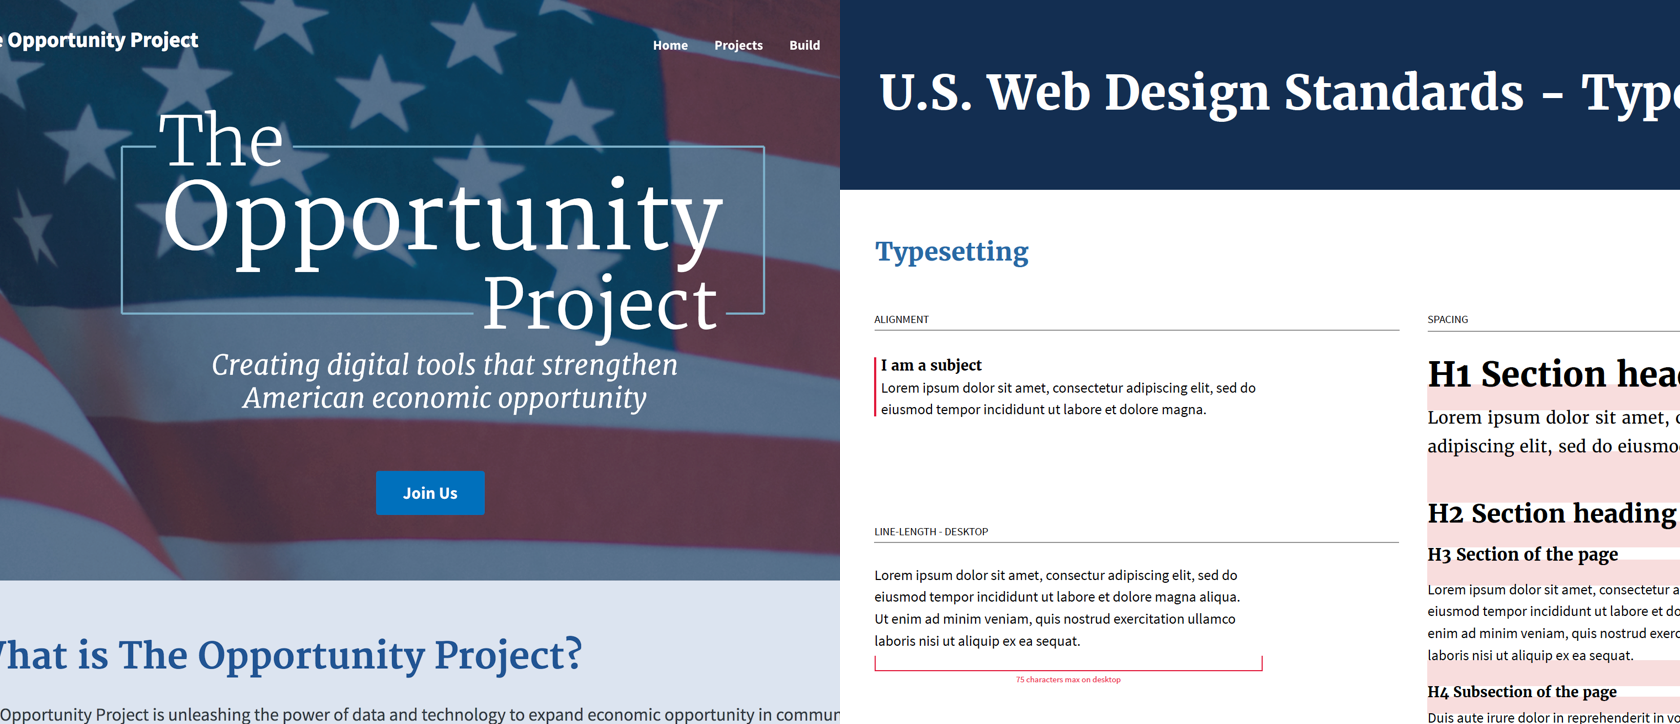 Opportunity Project
Home Projects Build
The
Opportunity
Project
Creating digital tools that strengthen
American economic opportunity
Join Us
What is The Opportunity Project?
Opportunity Project is unleashing the power of data and technology to expand economic opportunity in
U.S. Web Design Standards -
Typesetting
ALIGNMENT
I am a subject
Lorem ipsum dolor sit amet, consectetur adipiscing elit, sed do
eiusmod tempor incididunt ut labore et dolore magna.
LINE-LENGTH - DESKTOP
Lorem ipsum dolor sit amet, consectur adipiscing elit, sed do
eiusmod tempor incididunt ut labore et dolore magna aliqua.
Ut enim ad minim veniam, quis nostrud exercitation ullamco
laboris nisi ut aliquip ex ea sequat.
75 characters max on desktop
SPACING
H1 Section
Lorem ipsum dolor sit amet,
adipiscing elit, sed do
H2 Section heading
H3 Section of the page
Lorem ipsum dolor sit amet, consectetur
eiusmod tempor incididunt ut labore et
enim ad minim veniam, quis nostrud
laboris nisi ut aliquip ex ea sequat.
H4 Subsection of the page
Duis aute irure dolor in reprehenderit in